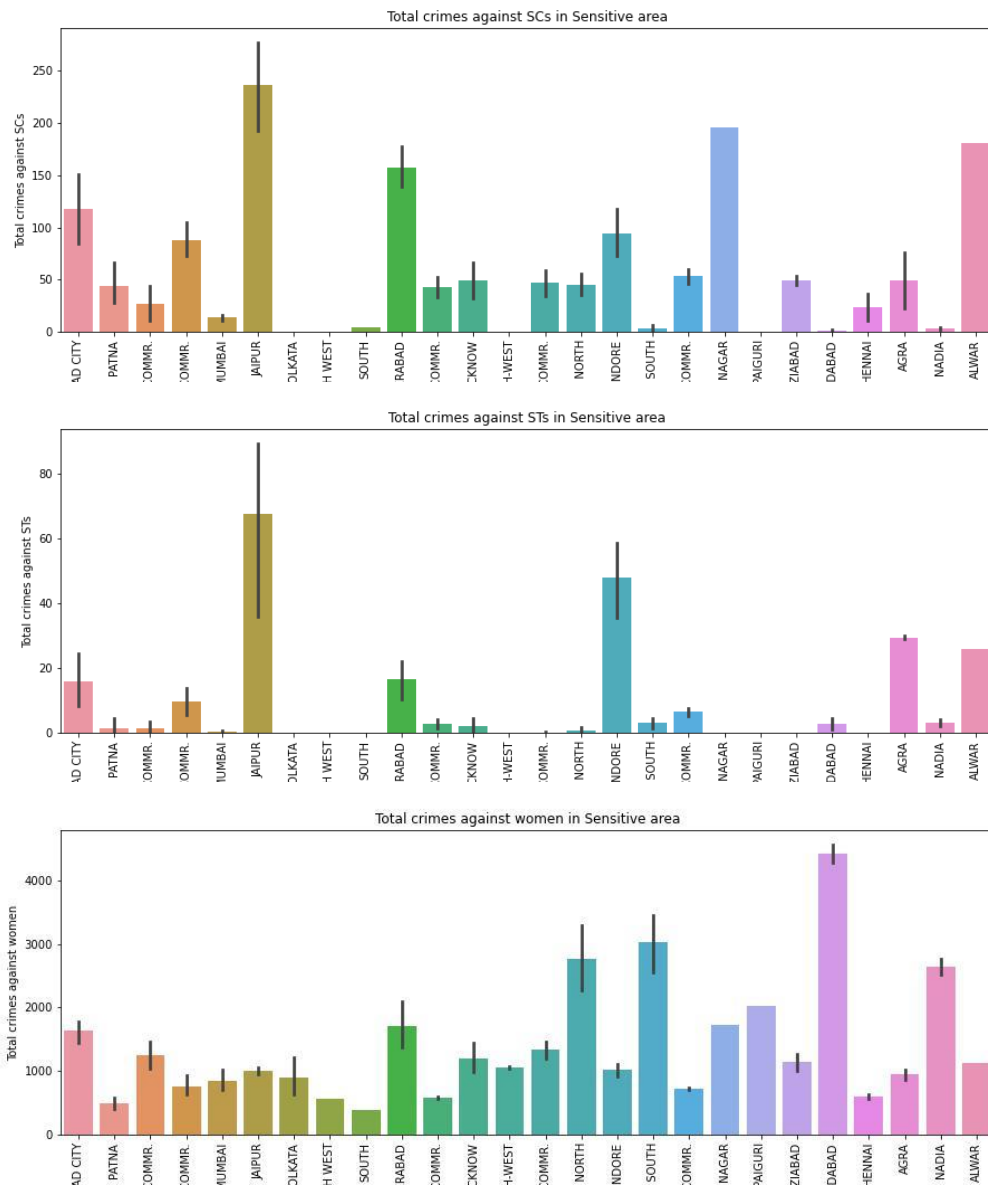 Total crimes against SCs in Sensitive area
Total crimes against SCs
250
200
150
100
50
0
AD CITY
PATNA
COMMR.
COMMR.
MUMBAI
JAIPUR
OLKATA
H WEST
SOUTH
RABAD
COMMR.
CKNOW
H-WEST
COMMR.
NORTH
NDORE
SOUTH
COMMR.
NAGAR
PAIGURI
ZIABAD
DABAD
HENNAI
AGRA
NADIA
ALWAR
Total crimes against STs in Sensitive area
Total crimes against STs
80
60
40
20
0
AD CITY
PATNA
COMMR.
COMMR.
MUMBAI
JAIPUR
OLKATA
H WEST
SOUTH
RABAD
COMMR.
CKNOW
H-WEST
COMMR.
NORTH
NDORE
SOUTH
COMMR.
NAGAR
PAIGURI
ZIABAD
DABAD
HENNAI
AGRA
NADIA
ALWAR
Total crimes against women in Sensitive area
Total crimes against women
4000
3000
2000
1000
0
AD CITY
PATNA
COMMR.
COMMR.
MUMBAI
JAIPUR
OLKATA
H WEST
SOUTH
RABAD
COMMR.
CKNOW
H-WEST
COMMR.
NORTH
NDORE
SOUTH
COMMR.
NAGAR
PAIGURI
ZIABAD
DABAD
HENNAI
AGRA
NADIA
ALWAR